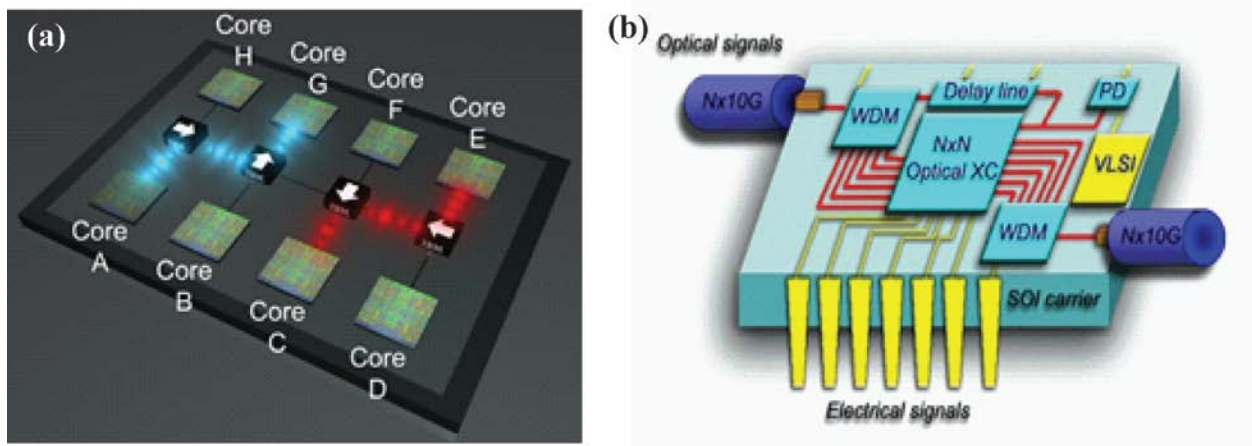 (a)
Core
H
Core
G
Core
F
Core
E
Core
A
Core
B
Core
C
Core
D
(b)
Optical signals
Nx10G
WDM
Delay line
PD
NxN
Optical XC
VLSI
WDM
Nx10G
SOI carrier
Electrical signals